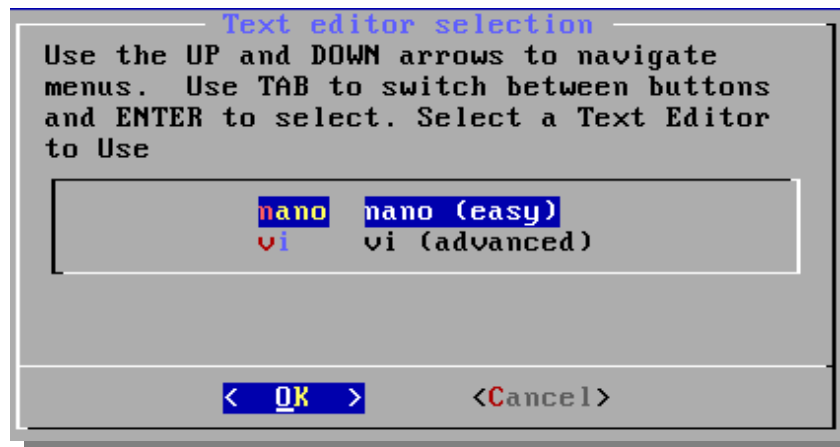 Text editor selection
Use the UP and DOWN arrows to navigate
menus.  Use TAB to switch between buttons
and ENTER to select. Select a Text Editor
to Use
nano  nano (easy)
vi    vi (advanced)
<  OK  >        <Cancel>